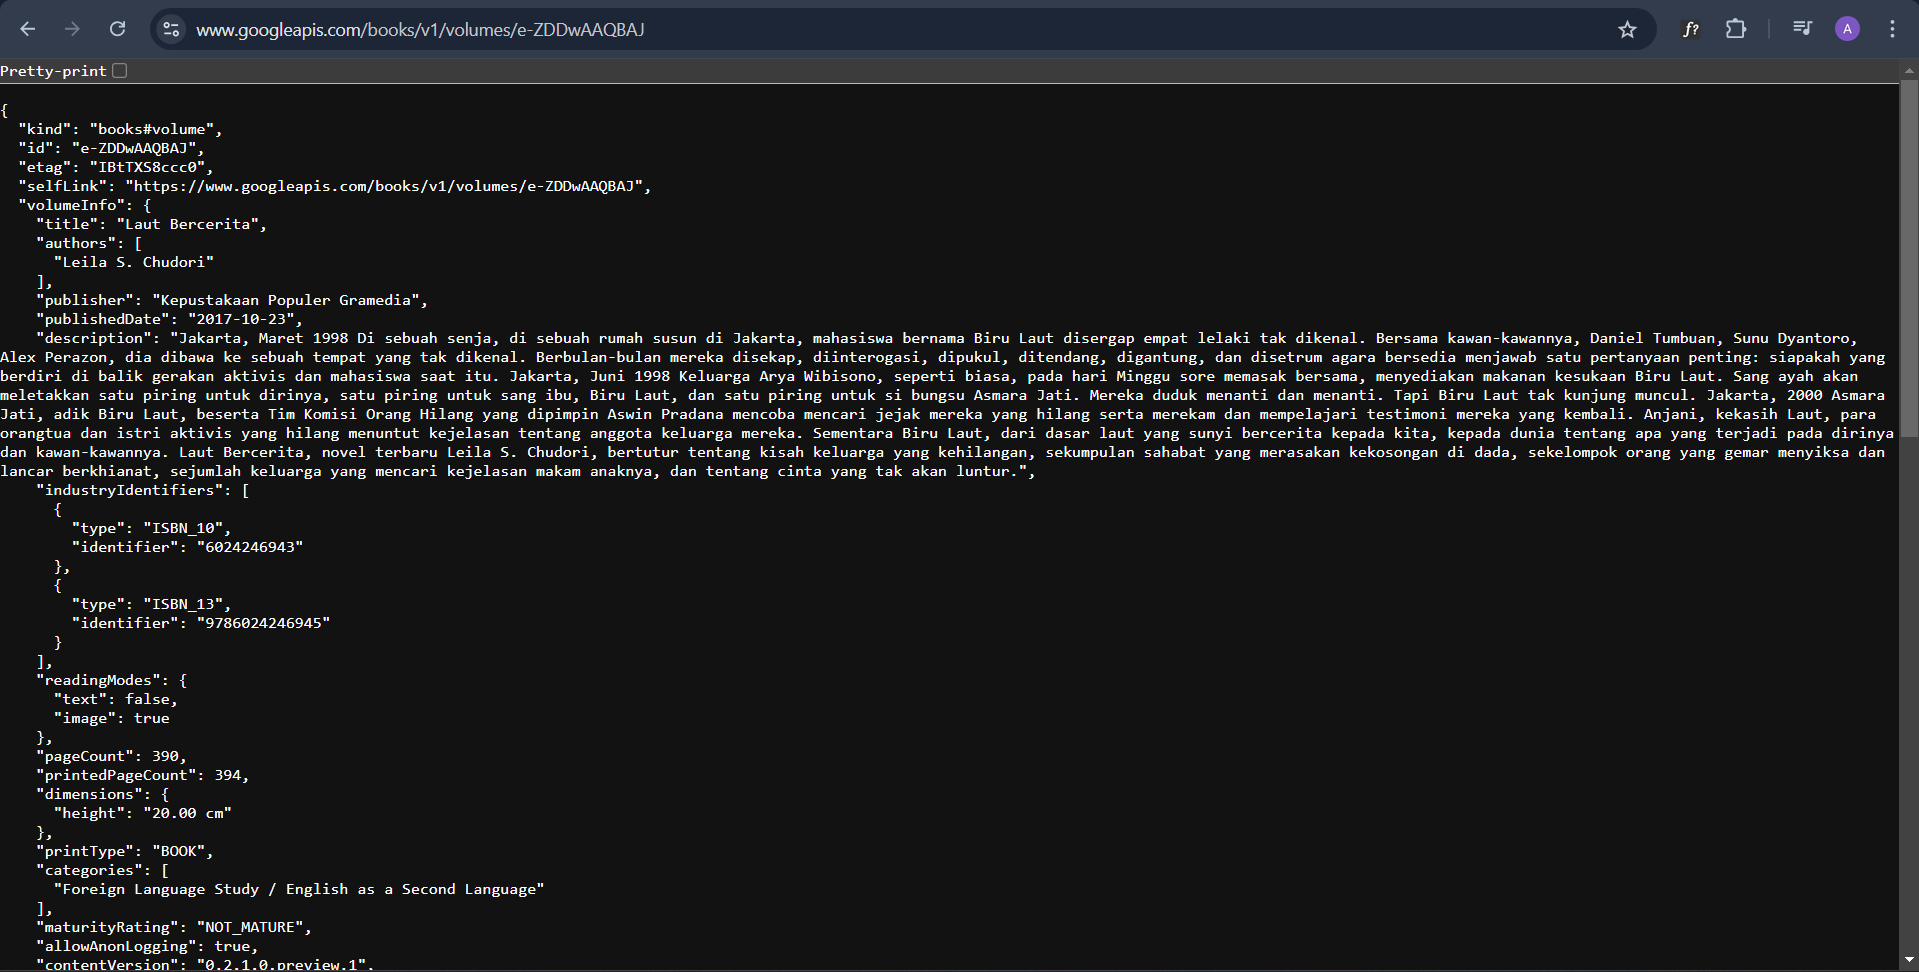 www.googleapis.com/books/v1/volumes/e-ZDDwAAQBAJ
f?
A
Pretty-print
{
"kind": "books#volume",
"id": "e-ZDDwAAQBAJ",
"etag": "IBtTXS8ccc0",
"selfLink": "https://www.googleapis.com/books/v1/volumes/e-ZDDwAAQBAJ",
"volumeInfo": {
"title": "Laut Bercerita",
"authors": [
"Leila S. Chudori"
],
"publisher": "Kepustakaan Populer Gramedia",
"publishedDate": "2017-10-23",
"description": "Jakarta, Maret 1998 Di sebuah senja, di sebuah rumah susun di Jakarta, mahasiswa bernama Biru Laut disergap empat lelaki tak dikenal. Bersama kawan-kawannya, Daniel Tumbuan, Sunu Dyantoro,
Alex Perazon, dia dibawa ke sebuah tempat yang tak dikenal. Berbulan-bulan mereka disekap, diinterogasi, dipukul, ditendang, digantung, dan disetrum agara bersedia menjawab satu pertanyaan penting: siapakah yang
berdiri di balik gerakan aktivis dan mahasiswa saat itu. Jakarta, Juni 1998 Keluarga Arya Wibisono, seperti biasa, pada hari Minggu sore memasak bersama, menyediakan makanan kesukaan Biru Laut. Sang ayah akan
meletakkan satu piring untuk dirinya, satu piring untuk sang ibu, Biru Laut, dan satu piring untuk si bungsu Asmara Jati. Mereka duduk menanti dan menanti. Tapi Biru Laut tak kunjung muncul. Jakarta, 2000 Asmara
Jati, adik Biru Laut, beserta Tim Komisi Orang Hilang yang dipimpin Aswin Pradana mencoba mencari jejak mereka yang hilang serta merekam dan mempelajari testimoni mereka yang kembali. Anjani, kekasih Laut, para
orangtua dan istri aktivis yang hilang menuntut kejelasan tentang anggota keluarga mereka. Sementara Biru Laut, dari dasar laut yang sunyi bercerita kepada kita, kepada dunia tentang apa yang terjadi pada dirinya
dan kawan-kawannya. Laut Bercerita, novel terbaru Leila S. Chudori, bertutur tentang kisah keluarga yang kehilangan, sekumpulan sahabat yang merasakan kekosongan di dada, sekelompok orang yang gemar menyiksa dan
lancar berkhianat, sejumlah keluarga yang mencari kejelasan makam anaknya, dan tentang cinta yang tak akan luntur.",
"industryIdentifiers": [
{
"type": "ISBN_10",
"identifier": "6024246943"
},
{
"type": "ISBN_13",
"identifier": "9786024246945"
}
],
"readingModes": {
"text": false,
"image": true
},
"pageCount": 390,
"printedPageCount": 394,
"dimensions": {
"height": "20.00 cm"
},
"printType": "BOOK",
"categories": [
"Foreign Language Study / English as a Second Language"
],
"maturityRating": "NOT_MATURE",
"allowAnonLogging": true,
"contentVersion": "0.2.1.0.preview.1",